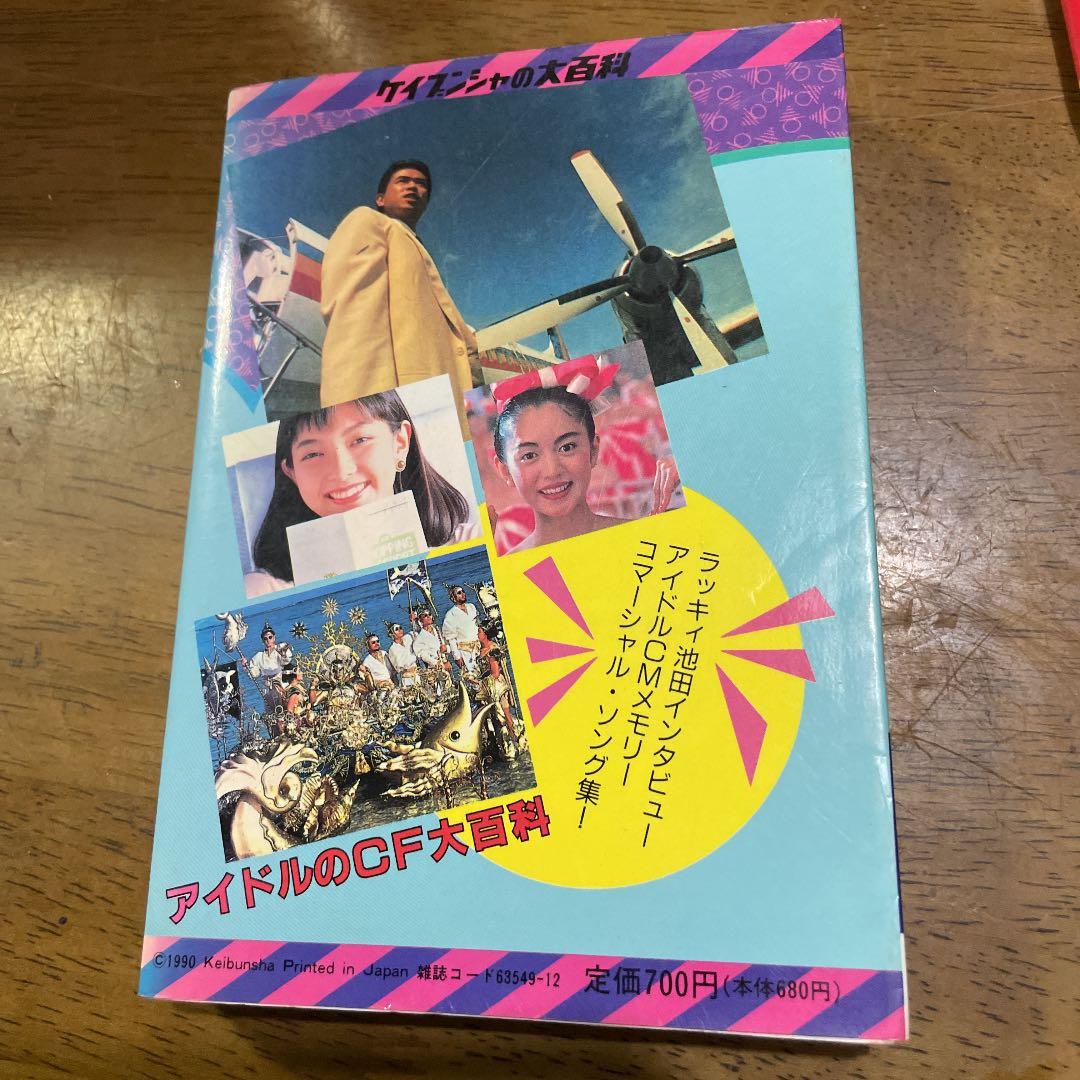 ケイブンシャの大百科
ラッキィ池田インタビュー
アイドルCMメモリー
コマーシャル・ソング集!
アイドルのCF大百科
©1990 Keibunsha Printed in Japan 雑誌コード63549-12 定価700円(本体680円)